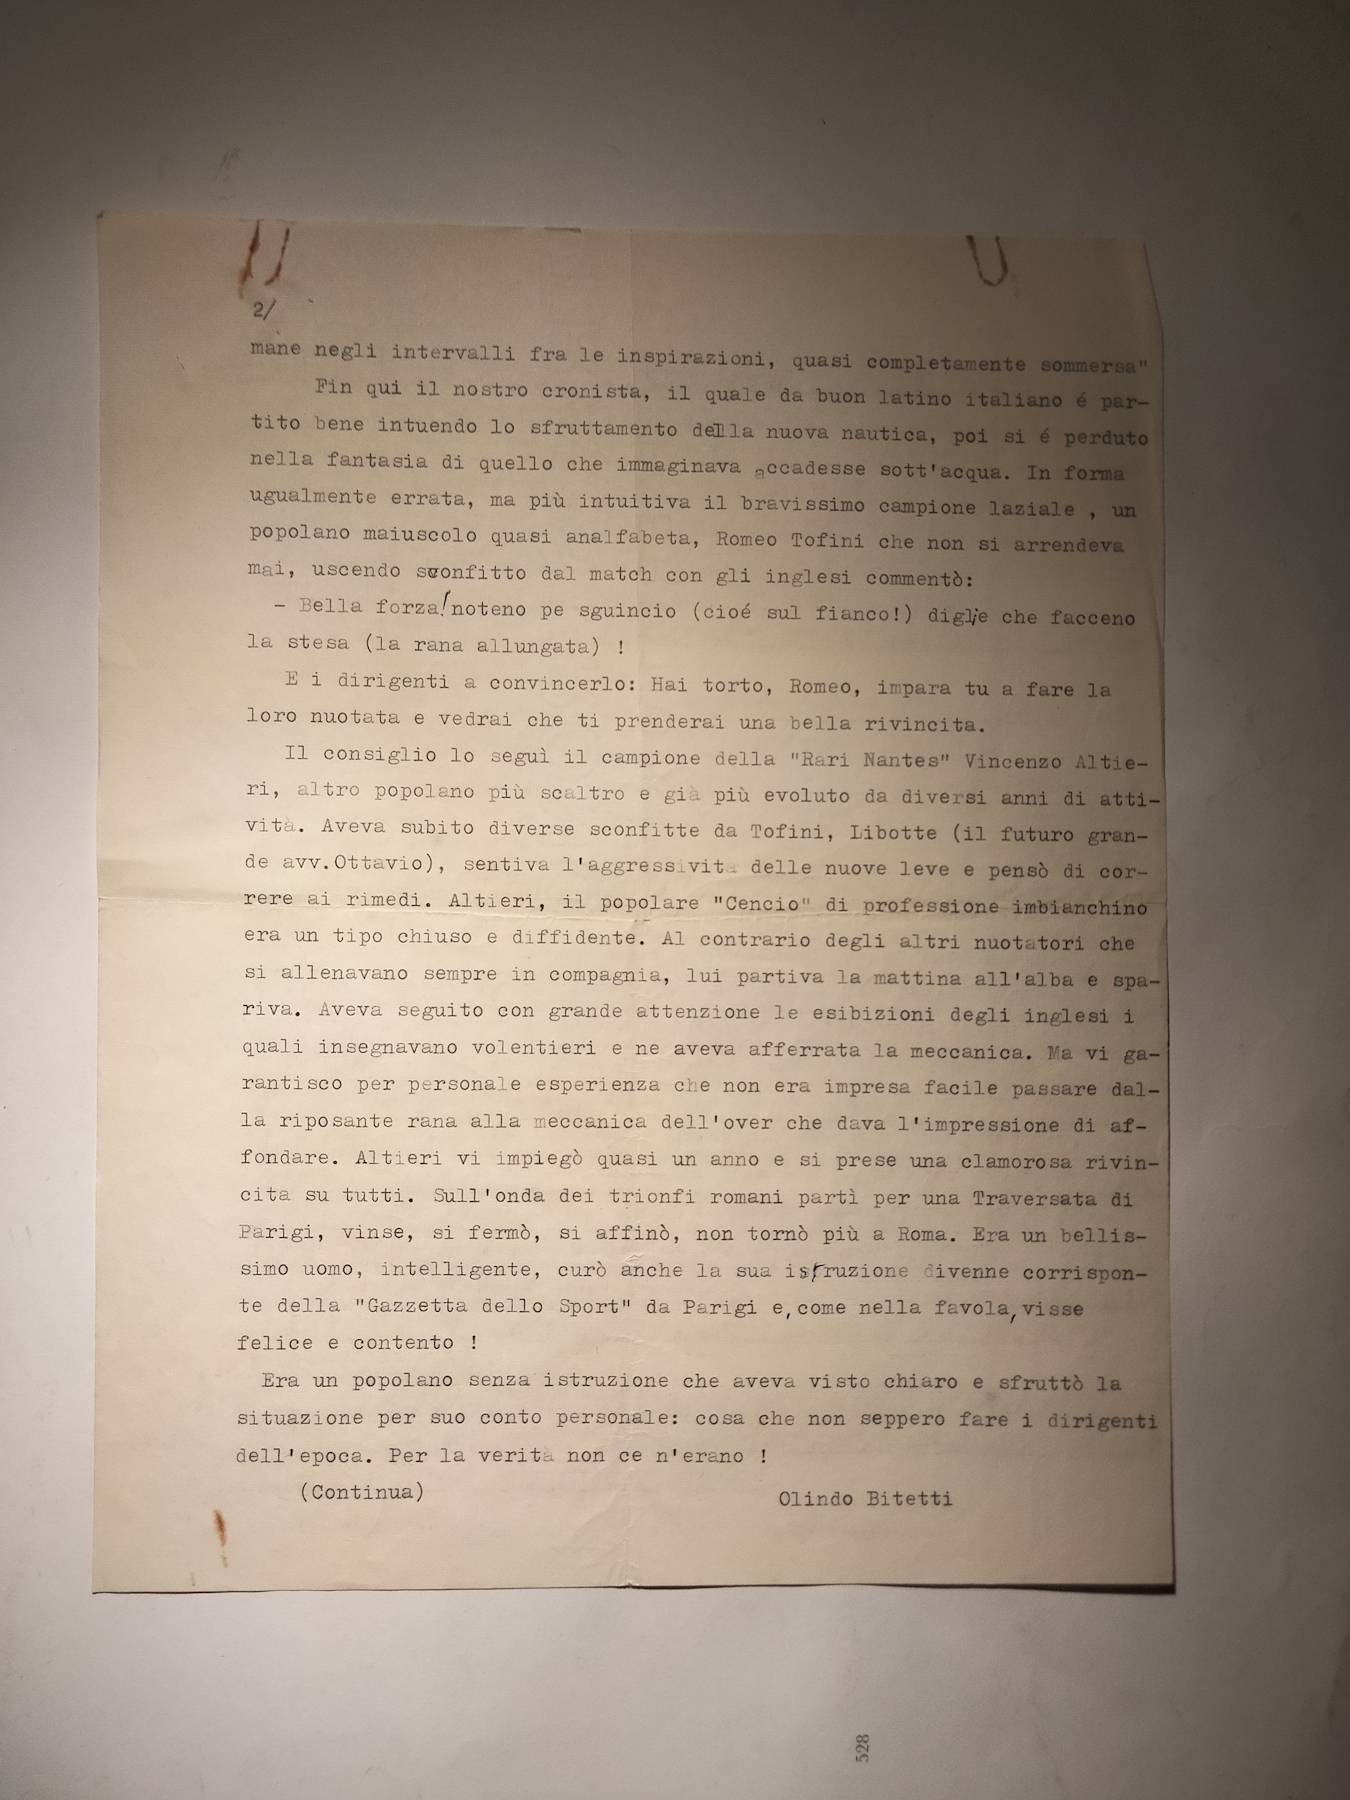 2/
mane negli intervalli fra le inspirazioni, quasi completamente sommersa"
Fin qui il nostro cronista, il quale da buon latino italiano é par-
tito bene intuendo lo sfruttamento della nuova nautica, poi si é perduto
nella fantasia di quello che immaginava accadesse sott'acqua. In forma
ugualmente errata, ma più intuitiva il bravissimo campione laziale , un
popolano maiuscolo quasi analfabeta, Romeo Tofini che non si arrendeva
mai, uscendo sconfitto dal match con gli inglesi commentò:
- Bella forza! noteno pe sguincio (cioé sul fianco!) diglie che facceno
la stesa (la rana allungata) !
E i dirigenti a convincerlo: Hai torto, Romeo, impara tu a fare la
loro nuotata e vedrai che ti prenderai una bella rivincita.
Il consiglio lo seguì il campione della "Rari Nantes" Vincenzo Altie-
ri, altro popolano più scaltro e già più evoluto da diversi anni di atti-
vità. Aveva subito diverse sconfitte da Tofini, Libotte (il futuro gran-
de avv.Ottavio), sentiva l'aggressività delle nuove leve e pensò di cor-
rere ai rimedi. Altieri, il popolare "Cencio" di professione imbianchino
era un tipo chiuso e diffidente. Al contrario degli altri nuotatori che
si allenavano sempre in compagnia, lui partiva la mattina all'alba e spa-
riva. Aveva seguito con grande attenzione le esibizioni degli inglesi i
quali insegnavano volentieri e ne aveva afferrata la meccanica. Ma vi ga-
rantisco per personale esperienza che non era impresa facile passare dal-
la riposante rana alla meccanica dell'over che dava l'impressione di af-
fondare. Altieri vi impiegò quasi un anno e si prese una clamorosa rivin-
cita su tutti. Sull'onda dei trionfi romani partì per una Traversata di
Parigi, vinse, si fermò, si affinò, non tornò più a Roma. Era un bellis-
simo uomo, intelligente, curò anche la sua istruzione divenne corrispon-
te della "Gazzetta dello Sport" da Parigi e, come nella favola, visse
felice e contento !
Era un popolano senza istruzione che aveva visto chiaro e sfruttò la
situazione per suo conto personale: cosa che non seppero fare i dirigenti
dell'epoca. Per la verità non ce n'erano !
(Continua)
Olindo Bitetti
528